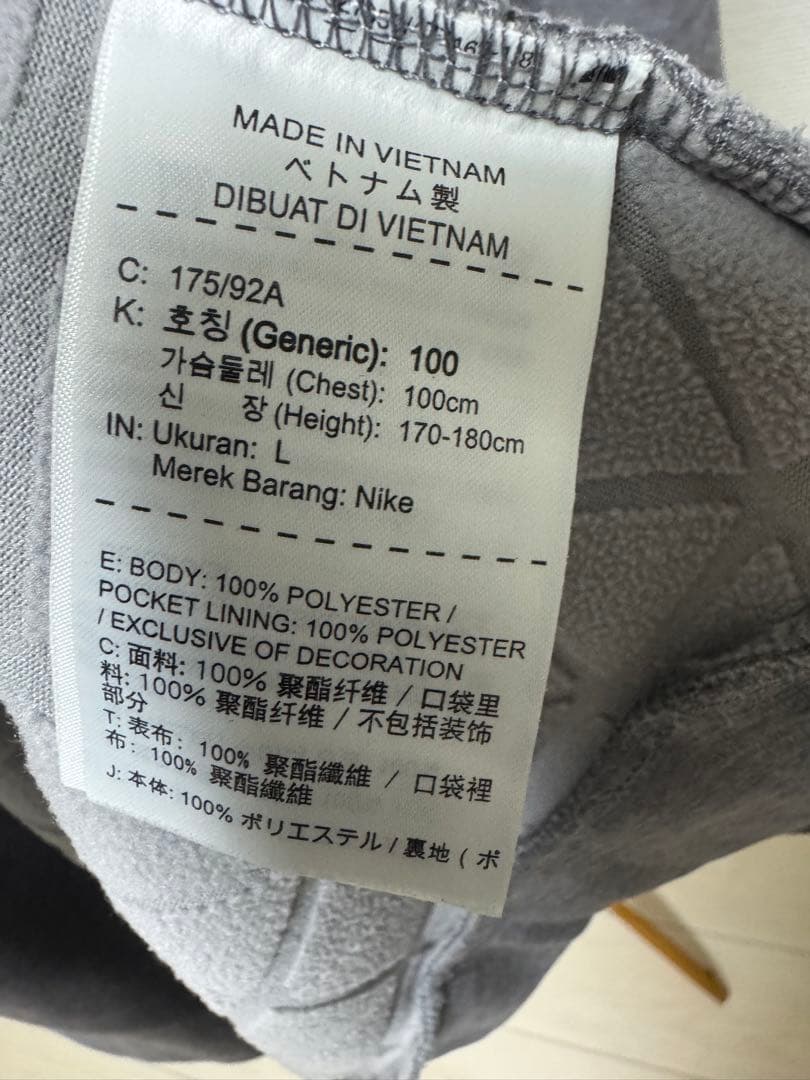 MADE IN VIETNAM
ベトナム製
DIBUAT DI VIETNAM
C: 175/92A
K: 호칭 (Generic): 100
가슴둘레 (Chest): 100cm
신 장 (Height): 170-180cm
IN: Ukuran: L
Merek Barang: Nike
E: BODY: 100% POLYESTER /
POCKET LINING: 100% POLYESTER
/ EXCLUSIVE OF DECORATION
C: 面料: 100% 聚酯纤维 / 口袋里
料: 100% 聚酯纤维 / 不包括装饰
部分
T: 表布: 100% 聚酯纖維 / 口袋裡
布: 100% 聚酯纖維
J: 本体: 100% ポリエステル / 裏地 ( ポ